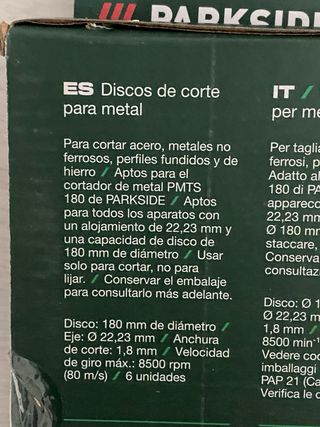 PARKSIDE
ES Discos de corte
para metal
Para cortar acero, metales no
ferrosos, perfiles fundidos y de
hierro / Aptos para el
cortador de metal PMTS
180 de PARKSIDE / Aptos
para todos los aparatos con
un alojamiento de 22,23 mm y
una capacidad de disco de
180 mm de diámetro / Usar
solo para cortar, no para
lijar. / Conservar el embalaje
para consultarlo más adelante.
Disco: 180 mm de diámetro /
Eje: Ø 22,23 mm / Anchura
de corte: 1,8 mm / Velocidad
de giro máx.: 8500 rpm
(80 m/s) / 6 unidades
IT /
per me
Per taglia
ferrosi, p
Adatto al
180 di PA
apparecc
22,23 mm
Ø 180 mm
staccare,
Conserva
consultaz
Disco: Ø 1
Ø 22,23 m
1,8 mm /
8500 min⁻¹
Vedere co
imballaggi
PAP 21 (Ca
Verifica le d